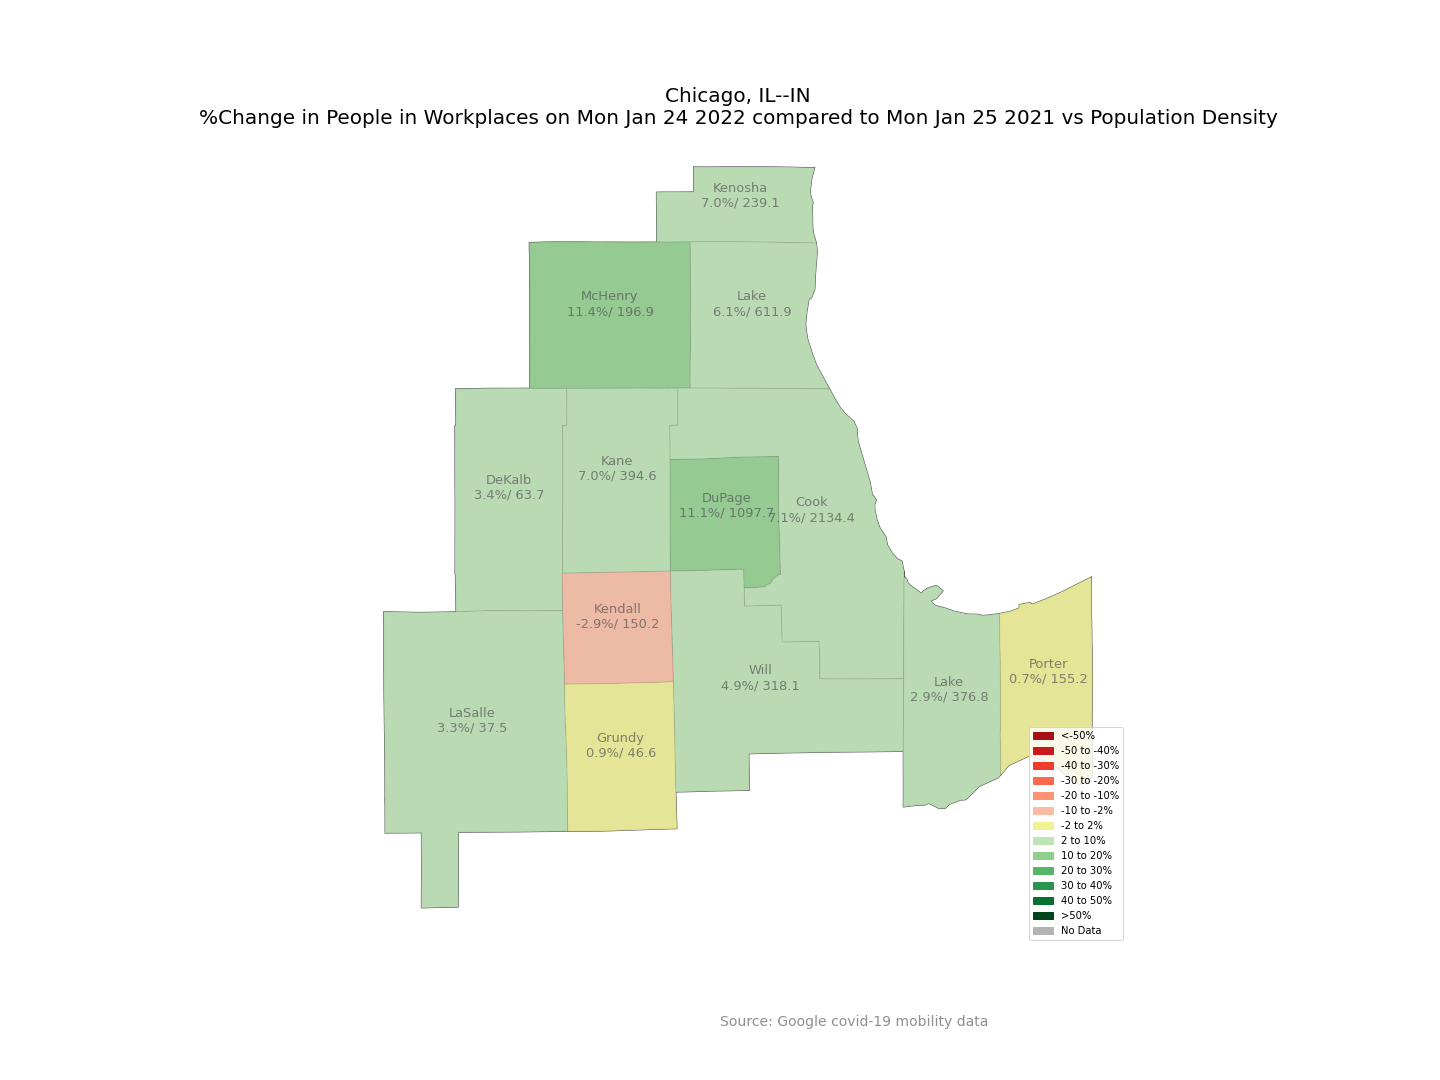 Chicago, IL--IN
%Change in People in Workplaces on Mon Jan 24 2022 compared to Mon Jan 25 2021 vs Population Density
Kenosha
7.0%/ 239.1
McHenry
11.4%/ 196.9
Lake
6.1%/ 611.9
Kane
7.0%/ 394.6
DeKalb
3.4%/ 63.7
DuPage
11.1%/ 1097.7
Cook
7.1%/ 2134.4
Kendall
-2.9%/ 150.2
Will
4.9%/ 318.1
Lake
2.9%/ 376.8
Porter
0.7%/ 155.2
LaSalle
3.3%/ 37.5
Grundy
0.9%/ 46.6
<-50%
-50 to -40%
-40 to -30%
-30 to -20%
-20 to -10%
-10 to -2%
-2 to 2%
2 to 10%
10 to 20%
20 to 30%
30 to 40%
40 to 50%
>50%
No Data
Source: Google covid-19 mobility data